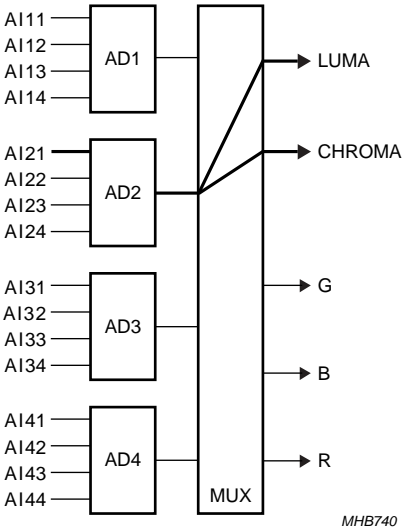 AI11
AI12
AI13
AI14
AD1
AI21
AI22
AI23
AI24
AD2
AI31
AI32
AI33
AI34
AD3
AI41
AI42
AI43
AI44
AD4
MUX
LUMA
CHROMA
G
B
R
MHB740